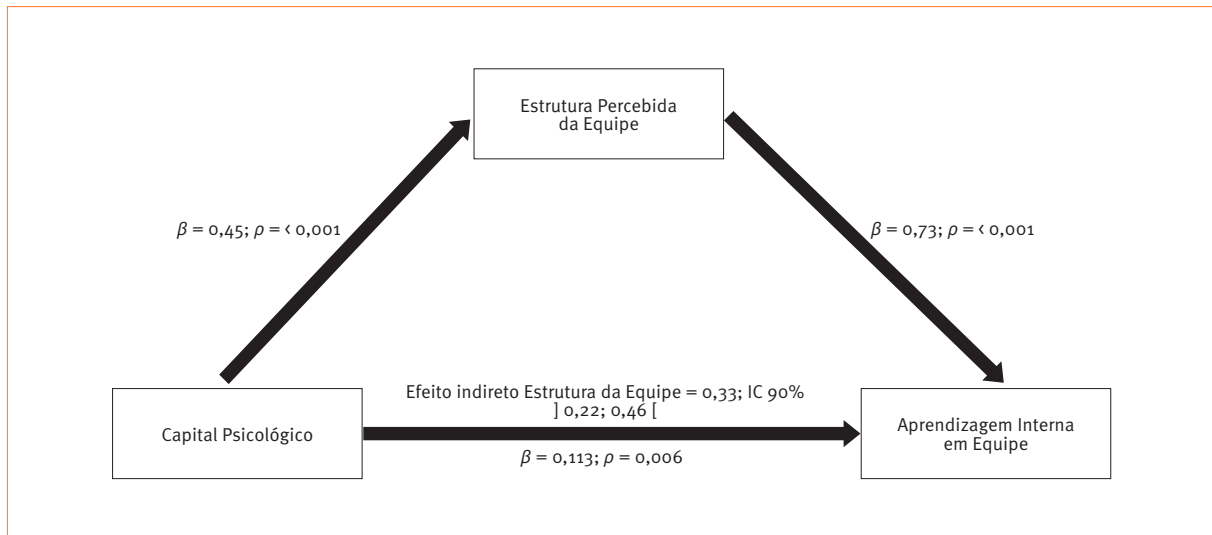 Estrutura Percebida
da Equipe
β = 0,45; ρ = < 0,001
β = 0,73; ρ = < 0,001
Efeito indireto Estrutura da Equipe = 0,33; IC 90%
] 0,22; 0,46 [
Capital Psicológico
Aprendizagem Interna
em Equipe
β = 0,113; ρ = 0,006